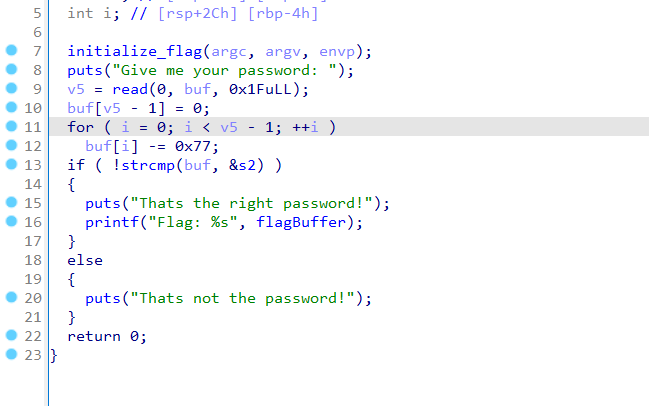 5 int i; // [rsp+2Ch] [rbp-4h]
6
7 initialize_flag(argc, argv, envp);
8 puts("Give me your password: ");
9 v5 = read(0, buf, 0x1FuLL);
10 buf[v5 - 1] = 0;
11 for ( i = 0; i < v5 - 1; ++i )
12 buf[i] -= 0x77;
13 if ( !strcmp(buf, &s2) )
14 {
15 puts("Thats the right password!");
16 printf("Flag: %s", flagBuffer);
17 }
18 else
19 {
20 puts("Thats not the password!");
21 }
22 return 0;
23 }